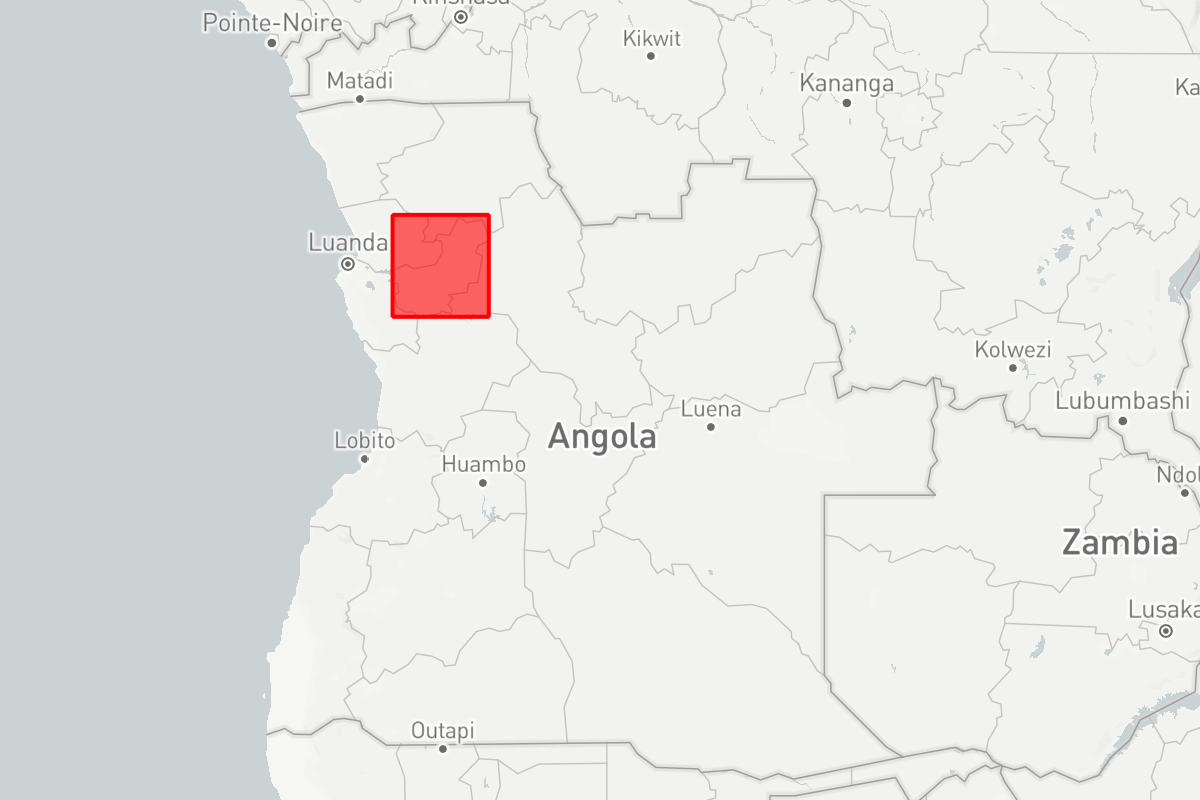 Kinshasa
Pointe-Noire
Kikwit
Matadi
Kananga
Ka
Luanda
Kolwezi
Lubumbashi
Luena
Angola
Lobito
Huambo
Ndol
Zambia
Lusaka
Outapi